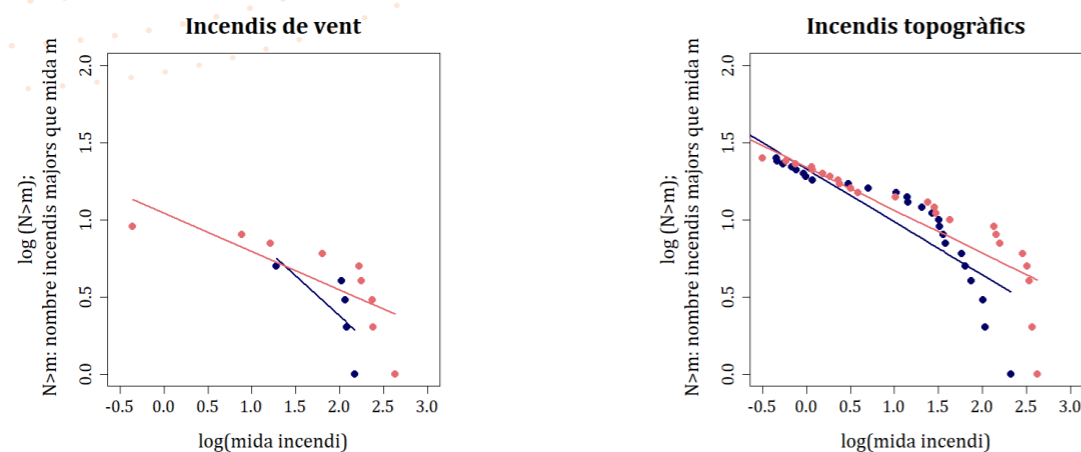 Incendis de vent
log (N>m);
N>m: nombre incendis majors que mida m
2.0
1.5
1.0
0.5
0.0
-0.5 0.0 0.5 1.0 1.5 2.0 2.5 3.0
log(mida incendi)
Incendis topogràfics
log (N>m);
N>m: nombre incendis majors que mida m
2.0
1.5
1.0
0.5
0.0
-0.5 0.0 0.5 1.0 1.5 2.0 2.5 3.0
log(mida incendi)